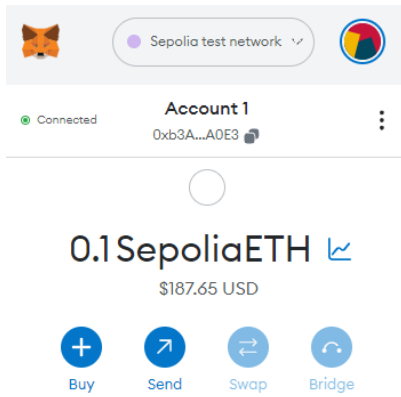 Sepolia test network
Connected
Account 1
0xb3A...A0E3
0.1 SepoliaETH
$187.65 USD
Buy Send Swap Bridge